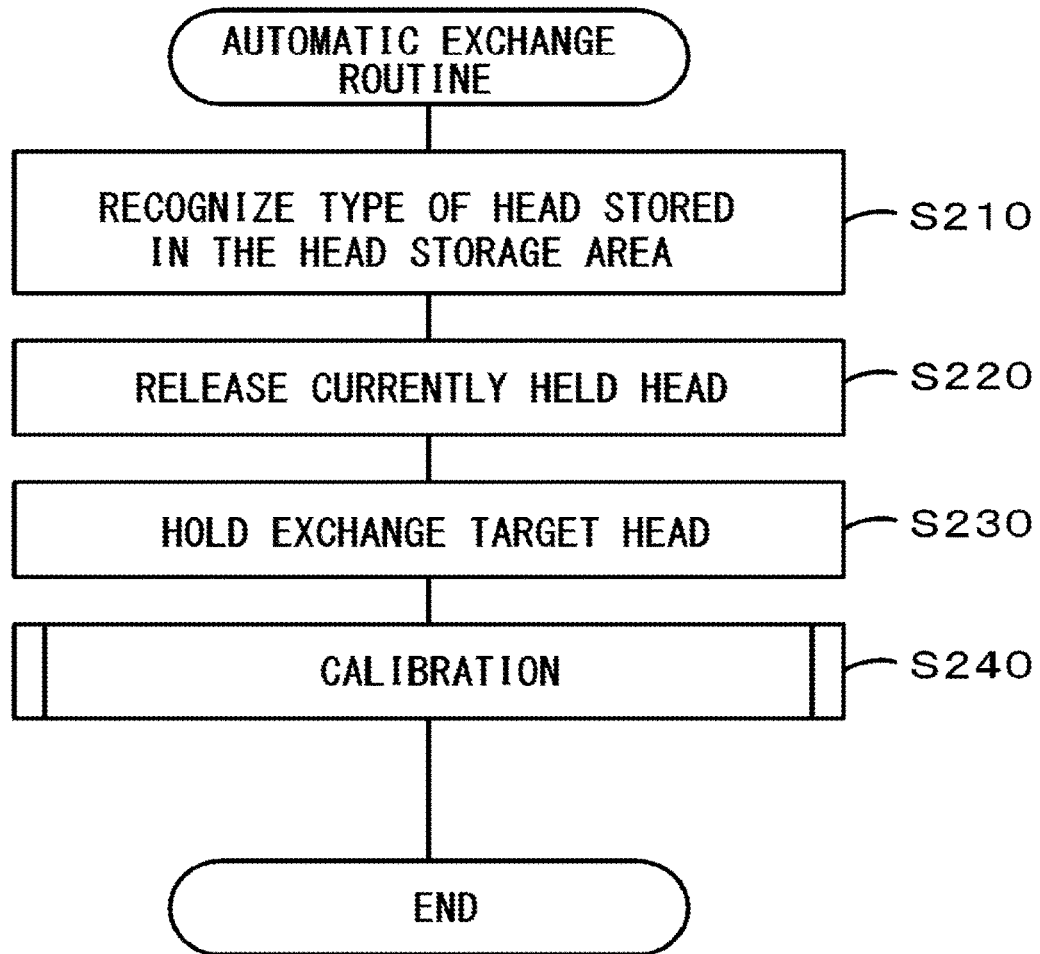 AUTOMATIC EXCHANGE
ROUTINE
RECOGNIZE TYPE OF HEAD STORED
IN THE HEAD STORAGE AREA
S210
RELEASE CURRENTLY HELD HEAD
S220
HOLD EXCHANGE TARGET HEAD
S230
CALIBRATION
S240
END